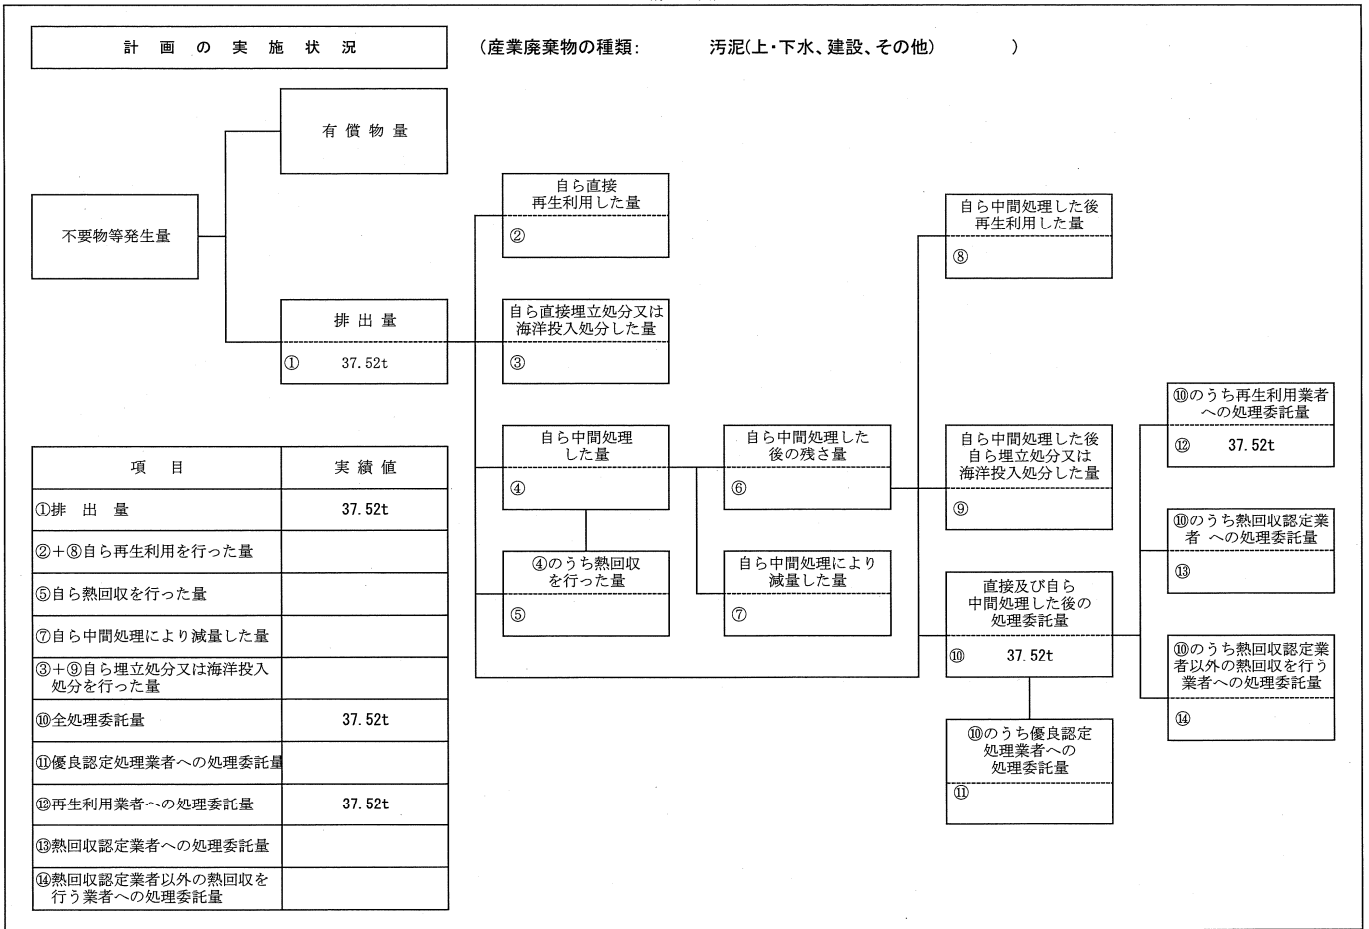 計画の実施状況
(産業廃棄物の種類: 汚泥(上・下水、建設、その他) )
有償物量
不要物等発生量
排出量
① 37.52t
自ら直接
再生利用した量
②
自ら直接埋立処分又は
海洋投入処分した量
③
自ら中間処理
した量
④
④のうち熱回収
を行った量
⑤
自ら中間処理した
後の残さ量
⑥
自ら中間処理により
減量した量
⑦
自ら中間処理した後
再生利用した量
⑧
自ら中間処理した後
自ら埋立処分又は
海洋投入処分した量
⑨
直接及び自ら
中間処理した後の
処理委託量
⑩ 37.52t
⑩のうち優良認定
処理業者への
処理委託量
⑪
⑩のうち再生利用業者
への処理委託量
⑫ 37.52t
⑩のうち熱回収認定業
者 への処理委託量
⑬
⑩のうち熱回収認定業
者以外の熱回収を行う
業者への処理委託量
⑭
項目 実績値
①排出量 37.52t
②+⑧自ら再生利用を行った量
⑤自ら熱回収を行った量
⑦自ら中間処理により減量した量
③+⑨自ら埋立処分又は海洋投入
処分を行った量
⑩全処理委託量 37.52t
⑪優良認定処理業者への処理委託量
⑫再生利用業者への処理委託量 37.52t
⑬熱回収認定業者への処理委託量
⑭熱回収認定業者以外の熱回収を
行う業者への処理委託量